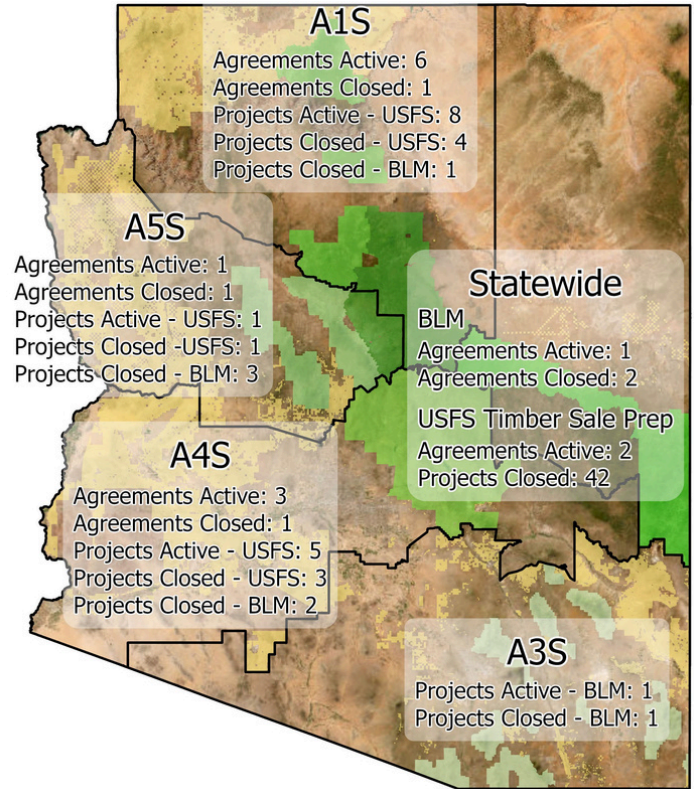 A1S
Agreements Active: 6
Agreements Closed: 1
Projects Active - USFS: 8
Projects Closed - USFS: 4
Projects Closed - BLM: 1
A5S
Agreements Active: 1
Agreements Closed: 1
Projects Active - USFS: 1
Projects Closed -USFS: 1
Projects Closed - BLM: 3
Statewide
BLM
Agreements Active: 1
Agreements Closed: 2
USFS Timber Sale Prep
Agreements Active: 2
Projects Closed: 42
A4S
Agreements Active: 3
Agreements Closed: 1
Projects Active - USFS: 5
Projects Closed - USFS: 3
Projects Closed - BLM: 2
A3S
Projects Active - BLM: 1
Projects Closed - BLM: 1